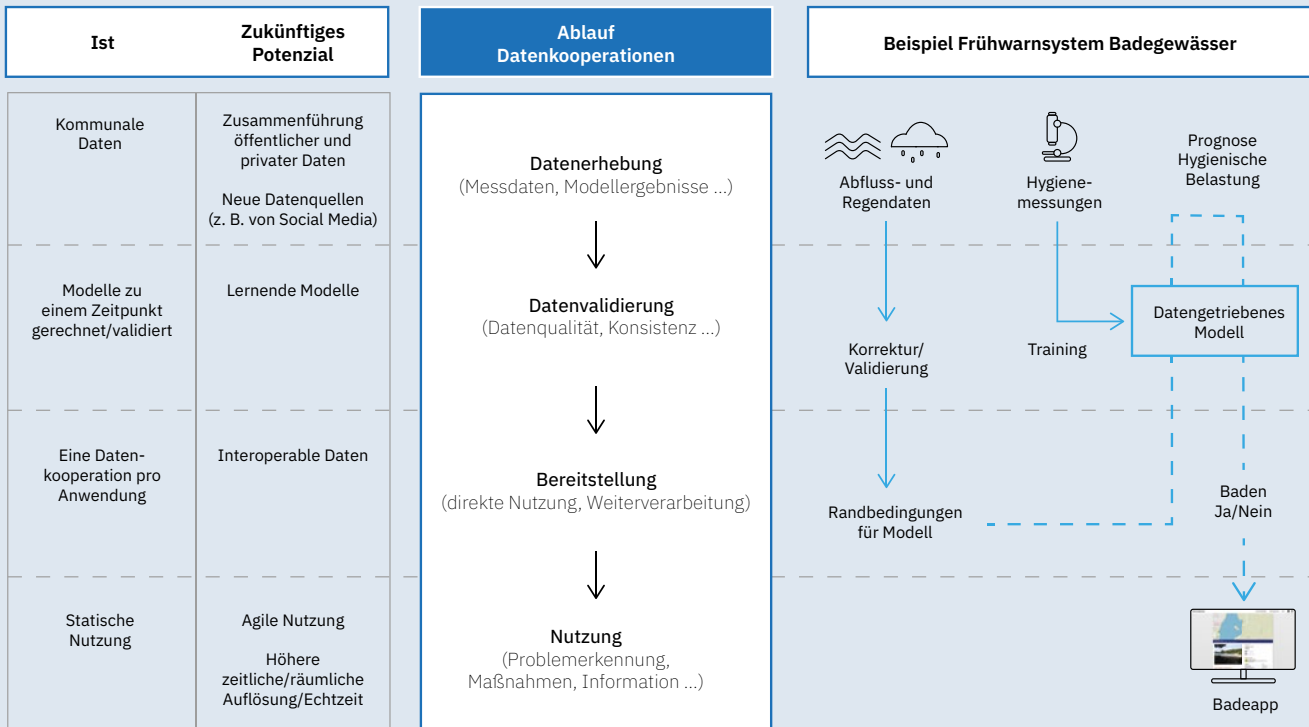 Ist
Zukünftiges
Potenzial
Ablauf
Datenkooperationen
Beispiel Frühwarnsystem Badegewässer
Kommunale
Daten
Zusammenführung
öffentlicher und
privater Daten
Neue Datenquellen
(z. B. von Social Media)
Datenerhebung
(Messdaten, Modellergebnisse ...)
Abfluss- und
Regendaten
Hygiene-
messungen
Prognose
Hygienische
Belastung
Modelle zu
einem Zeitpunkt
gerechnet/validiert
Lernende Modelle
Datenvalidierung
(Datenqualität, Konsistenz ...)
Korrektur/
Validierung
Training
Datengetriebenes
Modell
Eine Daten-
kooperation pro
Anwendung
Interoperable Daten
Bereitstellung
(direkte Nutzung, Weiterverarbeitung)
Randbedingungen
für Modell
Baden
Ja/Nein
Statische
Nutzung
Agile Nutzung
Höhere
zeitliche/räumliche
Auflösung/Echtzeit
Nutzung
(Problemerkennung,
Maßnahmen, Information ...)
Badeapp